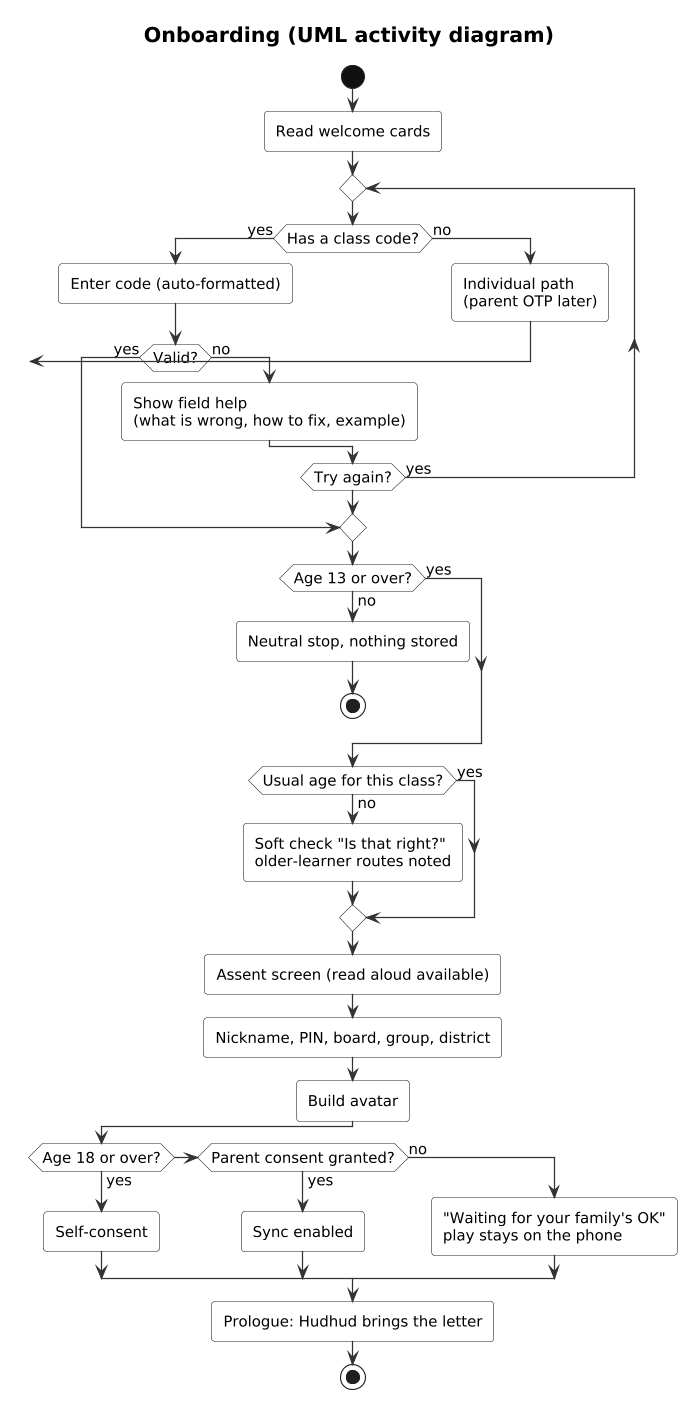 Onboarding (UML activity diagram)
Read welcome cards
yes
Has a class code?
no
Enter code (auto-formatted)
Individual path
(parent OTP later)
yes
Valid?
no
Show field help
(what is wrong, how to fix, example)
Try again?
yes
Age 13 or over?
yes
no
Neutral stop, nothing stored
Usual age for this class?
yes
no
Soft check "Is that right?"
older-learner routes noted
Assent screen (read aloud available)
Nickname, PIN, board, group, district
Build avatar
Age 18 or over?
Parent consent granted?
no
yes
yes
Self-consent
Sync enabled
"Waiting for your family's OK"
play stays on the phone
Prologue: Hudhud brings the letter